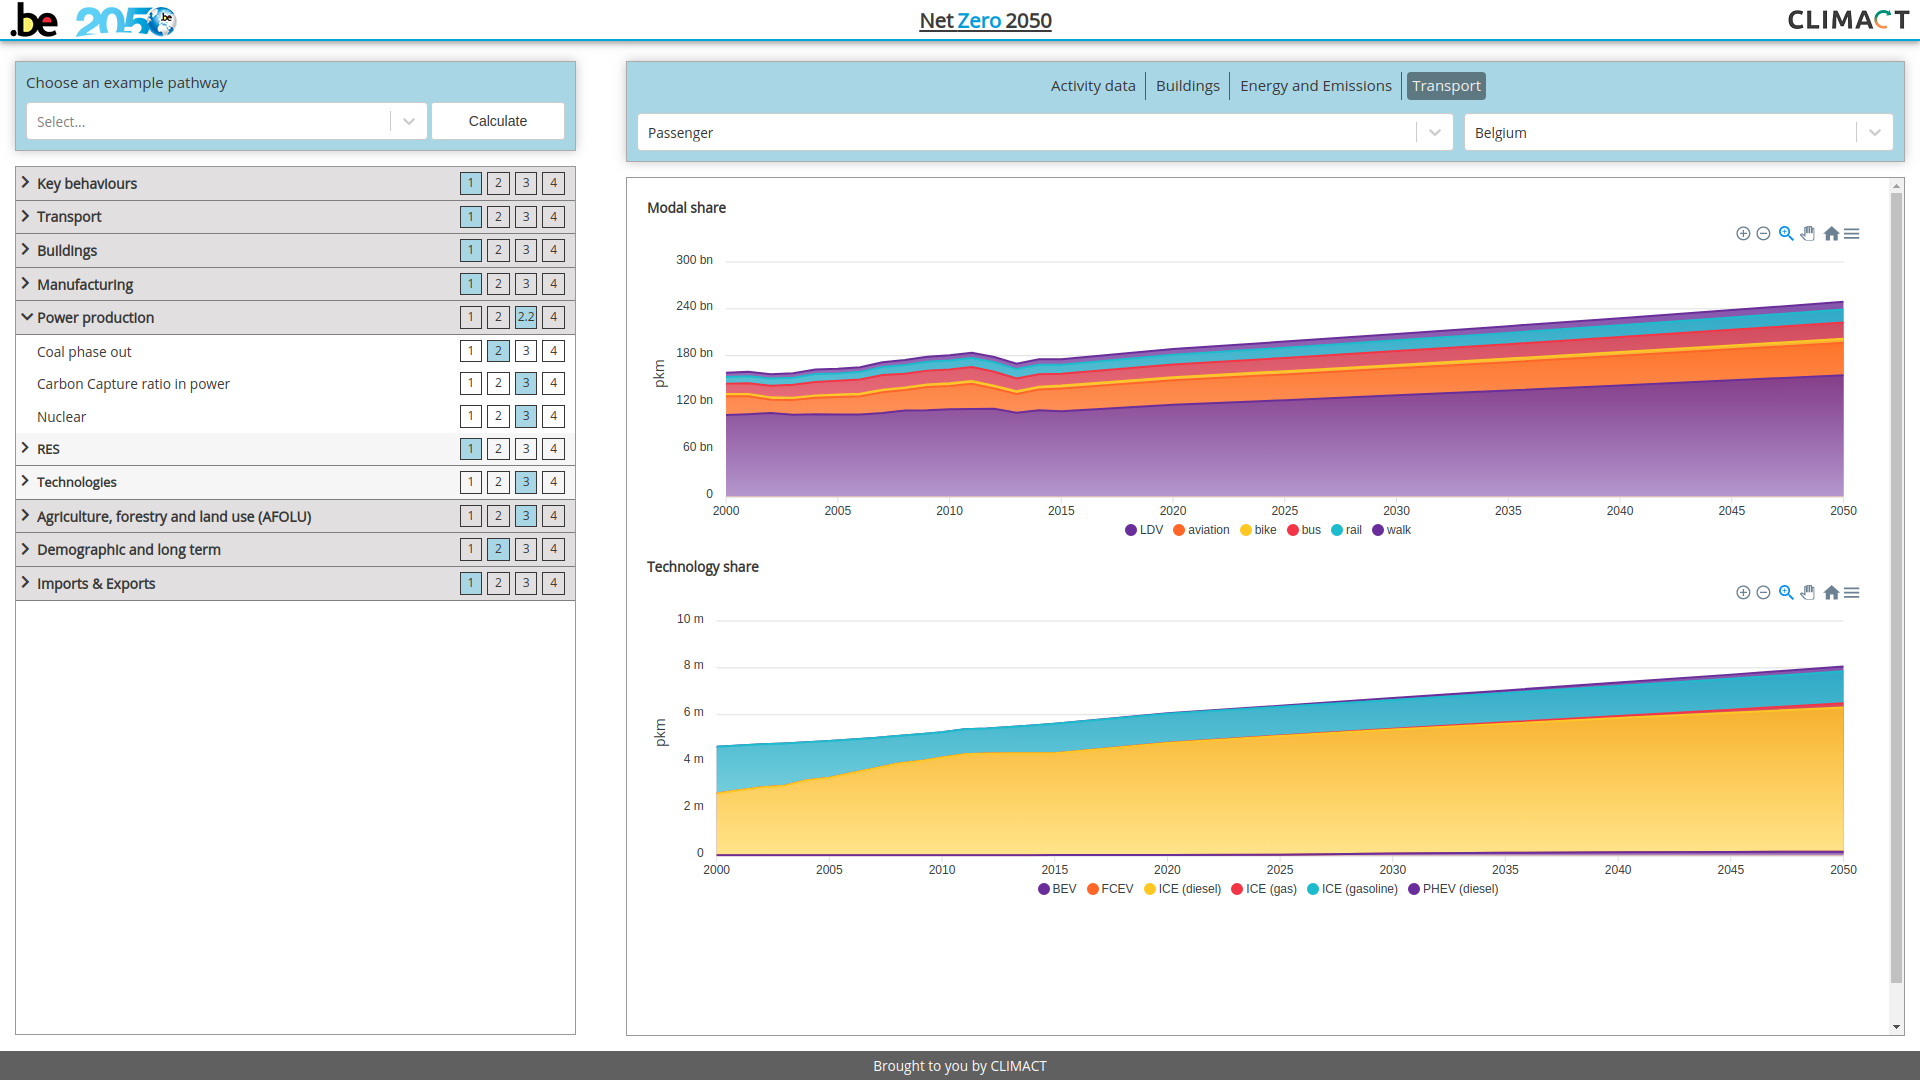 .be 2050 .be
Net Zero 2050
CLIMACT
Choose an example pathway
Select...
Calculate
Key behaviours 1 2 3 4
Transport 1 2 3 4
Buildings 1 2 3 4
Manufacturing 1 2 3 4
Power production 1 2 2.2 4
Coal phase out 1 2 3 4
Carbon Capture ratio in power 1 2 3 4
Nuclear 1 2 3 4
RES 1 2 3 4
Technologies 1 2 3 4
Agriculture, forestry and land use (AFOLU) 1 2 3 4
Demographic and long term 1 2 3 4
Imports & Exports 1 2 3 4
Activity data Buildings Energy and Emissions Transport
Passenger
Belgium
Modal share
300 bn
240 bn
180 bn
120 bn
60 bn
0
pkm
2000 2005 2010 2015 2020 2025 2030 2035 2040 2045 2050
LDV aviation bike bus rail walk
Technology share
10 m
8 m
6 m
4 m
2 m
0
pkm
2000 2005 2010 2015 2020 2025 2030 2035 2040 2045 2050
BEV FCEV ICE (diesel) ICE (gas) ICE (gasoline) PHEV (diesel)
Brought to you by CLIMACT